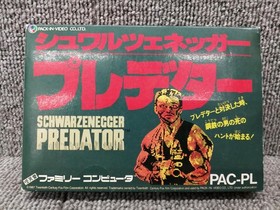 PACK-IN-VIDEO CO.,LTD.
シュワルツェネッガー
プレデター
SCHWARZENEGGER
PREDATOR
プレデターと対決した時、
鋼鉄の男の死の
ハントが始まる!
ファミリー コンピュータ
PAC-PL